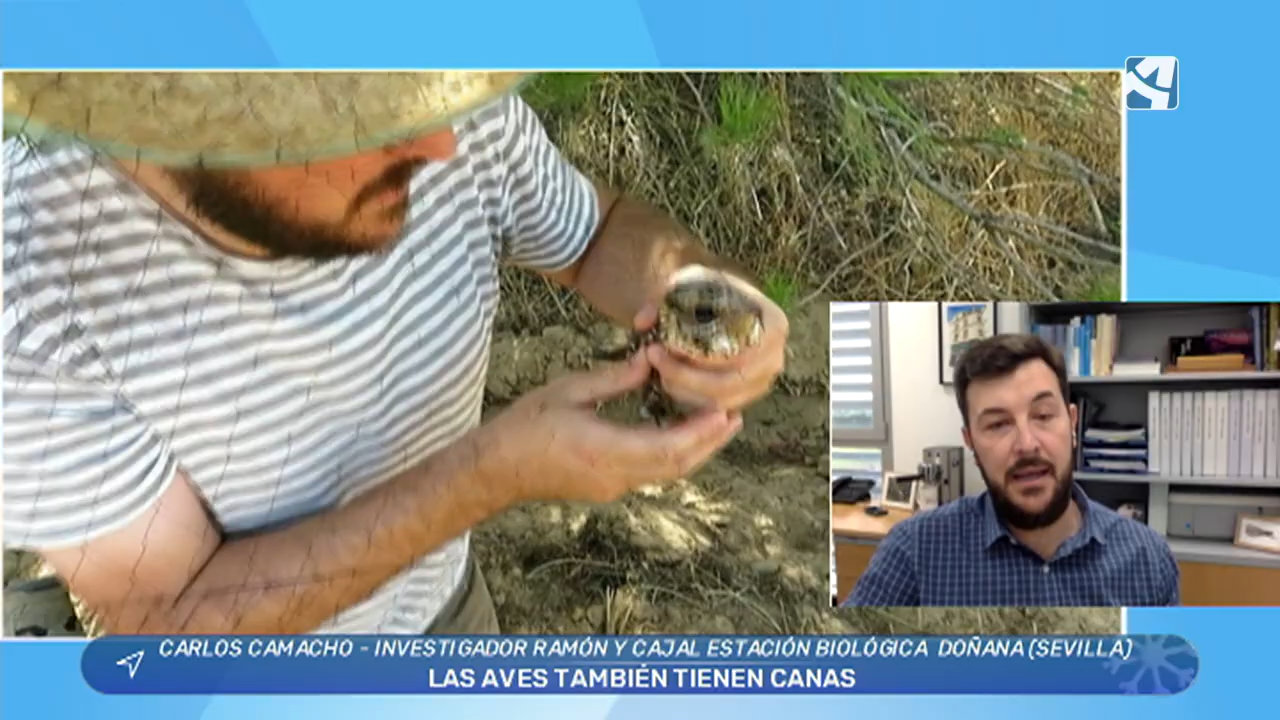 CARLOS CAMACHO - INVESTIGADOR RAMÓN Y CAJAL ESTACIÓN BIOLÓGICA DOÑANA (SEVILLA)
LAS AVES TAMBIÉN TIENEN CANAS